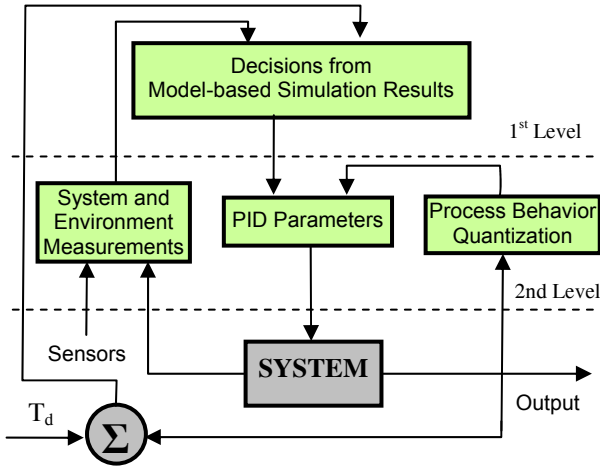 Decisions from
Model-based Simulation Results
1st Level
System and
Environment
Measurements
PID Parameters
Process Behavior
Quantization
2nd Level
Sensors
SYSTEM
Output
Td
Σ